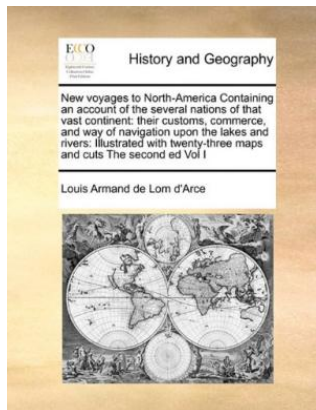 ECCO
History and Geography
New voyages to North-America Containing
an account of the several nations of that
vast continent: their customs, commerce,
and way of navigation upon the lakes and
rivers: Illustrated with twenty-three maps
and cuts The second ed Vol I
Louis Armand de Lom d'Arce